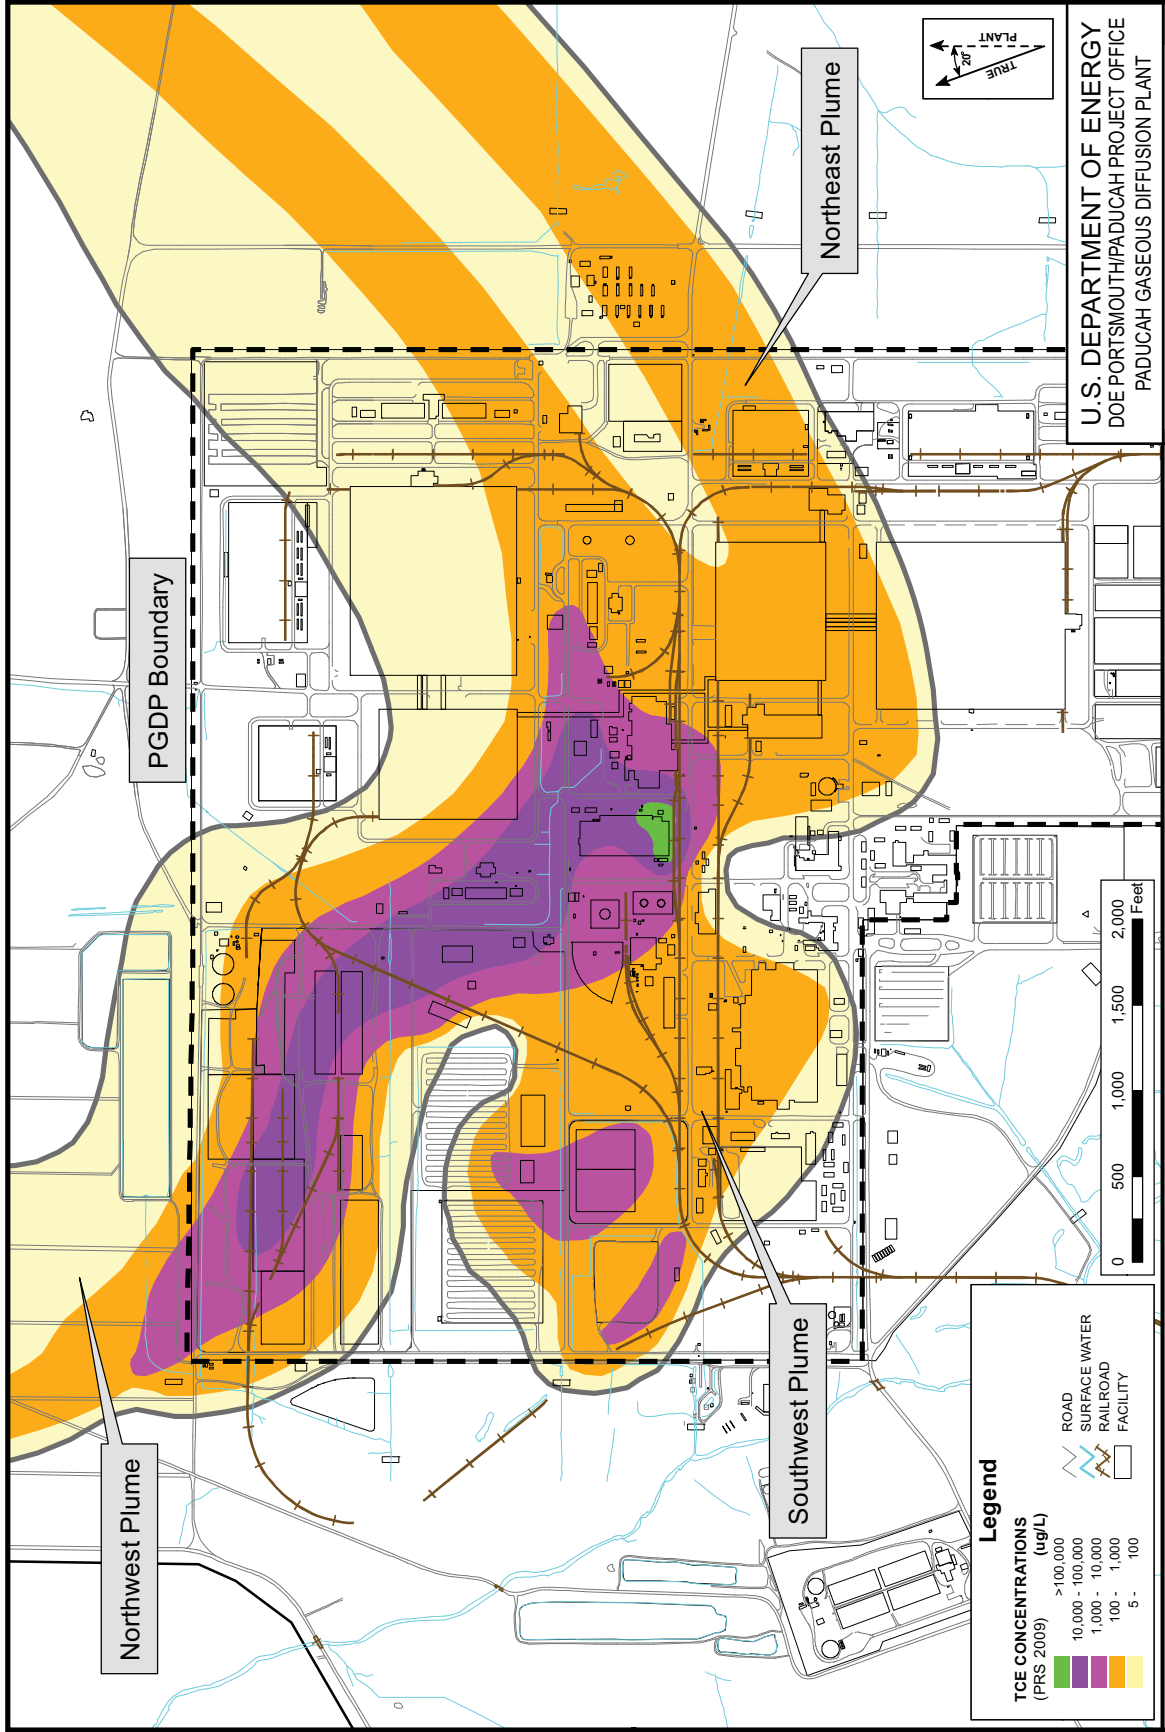 PGDP Boundary
Northwest Plume
Northeast Plume
Southwest Plume
TRUE
PLANT
20°
U.S. DEPARTMENT OF ENERGY
DOE PORTSMOUTH/PADUCAH PROJECT OFFICE
PADUCAH GASEOUS DIFFUSION PLANT
0 500 1,000 1,500 2,000
Feet
Legend
TCE CONCENTRATIONS
(PRS 2009) (ug/L)
>100,000
10,000 - 100,000
1,000 - 10,000
100 - 1,000
5 - 100
ROAD
SURFACE WATER
RAILROAD
FACILITY